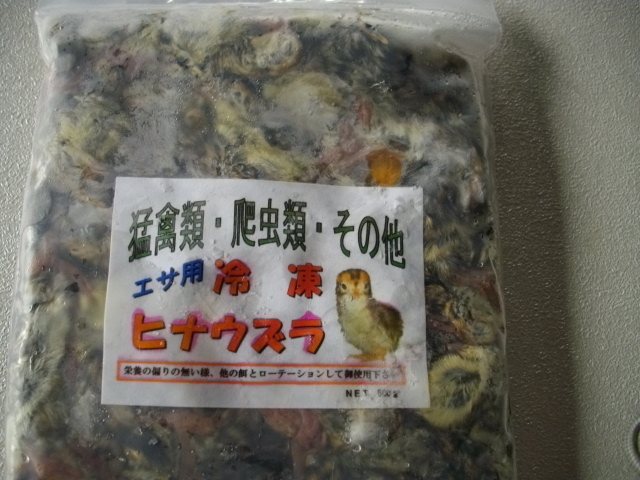 猛禽類・爬虫類・その他
エサ用 冷凍
ヒナウズラ
栄養の偏りの無い様、他の餌とローテーションして御使用下さい
NET. 500g